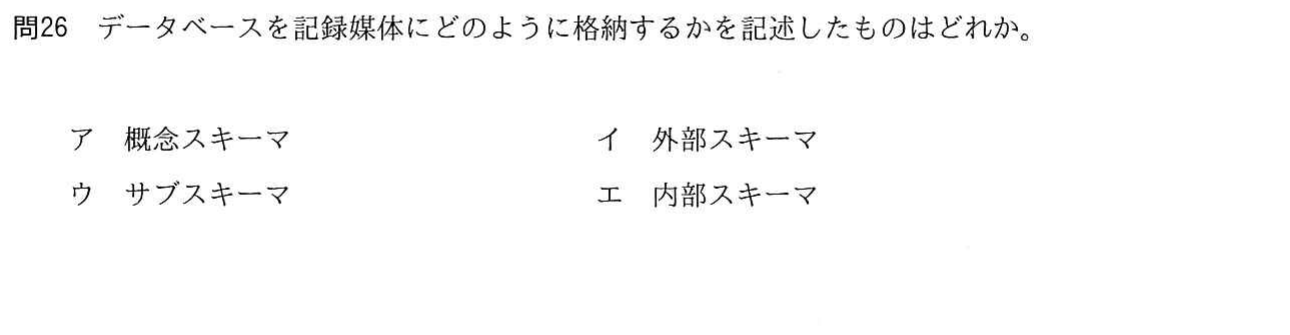 問26　データベースを記録媒体にどのように格納するかを記述したものはどれか。
ア　概念スキーマ　　イ　外部スキーマ
ウ　サブスキーマ　　エ　内部スキーマ